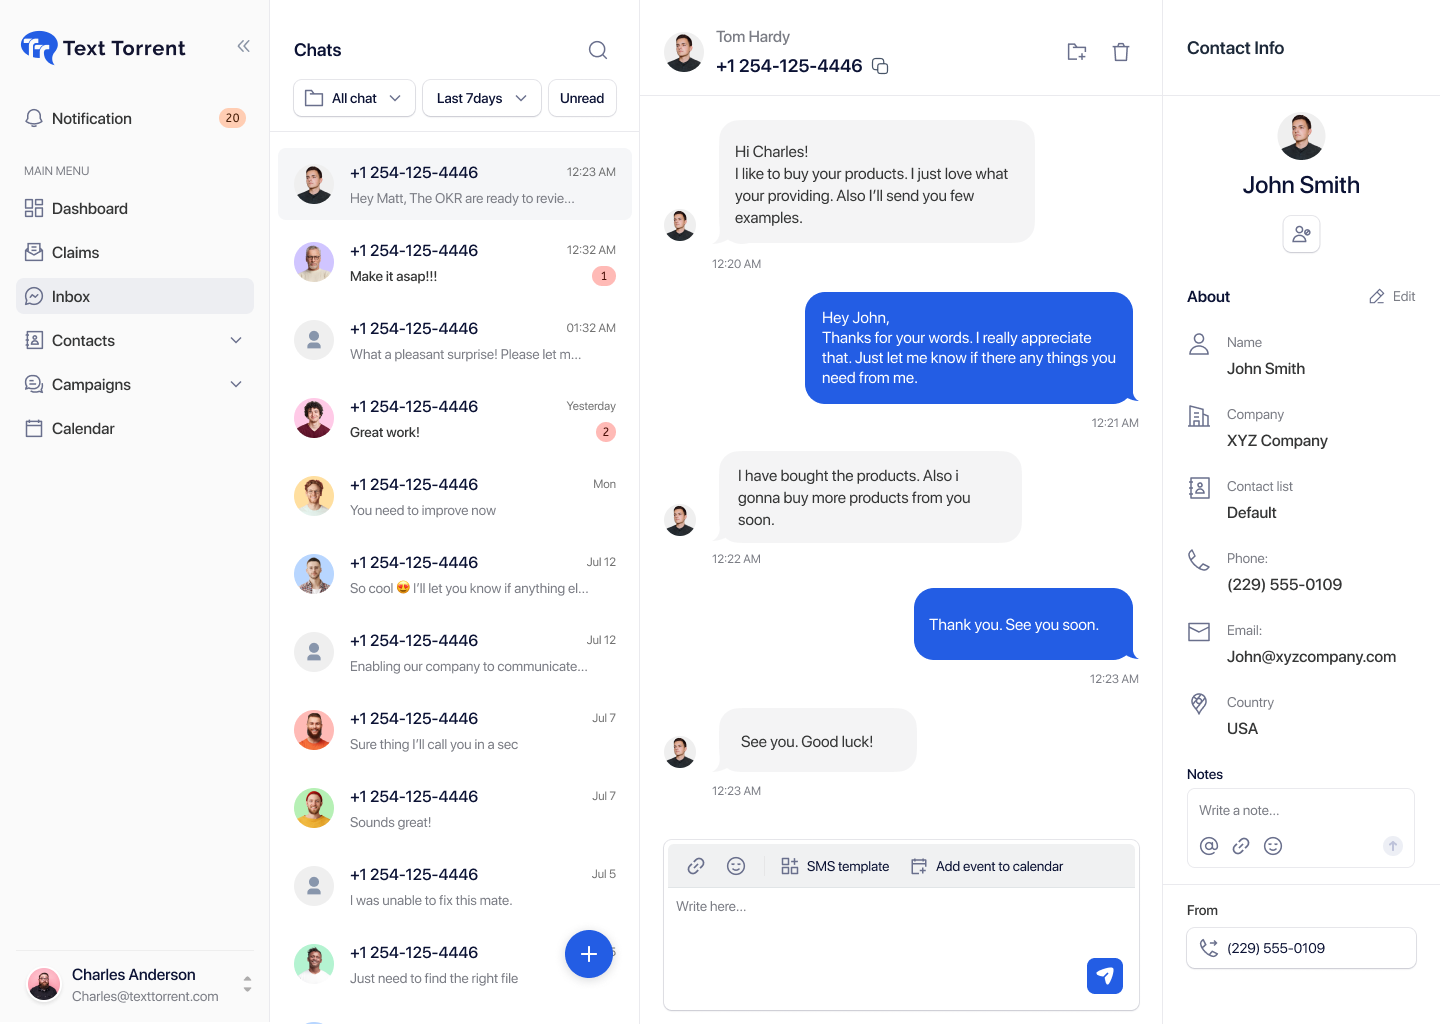 Text Torrent
Notification
20
MAIN MENU
Dashboard
Claims
Inbox
Contacts
Campaigns
Calendar
Charles Anderson
Charles@texttorrent.com
Chats
All chat
Last 7days
Unread
+1 254-125-4446
12:23 AM
Hey Matt, The OKR are ready to revie...
+1 254-125-4446
12:32 AM
Make it asap!!!
1
+1 254-125-4446
01:32 AM
What a pleasant surprise! Please let m...
+1 254-125-4446
Yesterday
Great work!
2
+1 254-125-4446
Mon
You need to improve now
+1 254-125-4446
Jul 12
So cool 😍 I’ll let you know if anything el...
+1 254-125-4446
Jul 12
Enabling our company to communicate...
+1 254-125-4446
Jul 7
Sure thing I’ll call you in a sec
+1 254-125-4446
Jul 7
Sounds great!
+1 254-125-4446
Jul 5
I was unable to fix this mate.
+1 254-125-4446
Just need to find the right file
Tom Hardy
+1 254-125-4446
Hi Charles!
I like to buy your products. I just love what
your providing. Also I’ll send you few
examples.
12:20 AM
Hey John,
Thanks for your words. I really appreciate
that. Just let me know if there any things you
need from me.
12:21 AM
I have bought the products. Also i
gonna buy more products from you
soon.
12:22 AM
Thank you. See you soon.
12:23 AM
See you. Good luck!
12:23 AM
SMS template
Add event to calendar
Write here...
Contact Info
John Smith
About
Edit
Name
John Smith
Company
XYZ Company
Contact list
Default
Phone:
(229) 555-0109
Email:
John@xyzcompany.com
Country
USA
Notes
Write a note...
From
(229) 555-0109